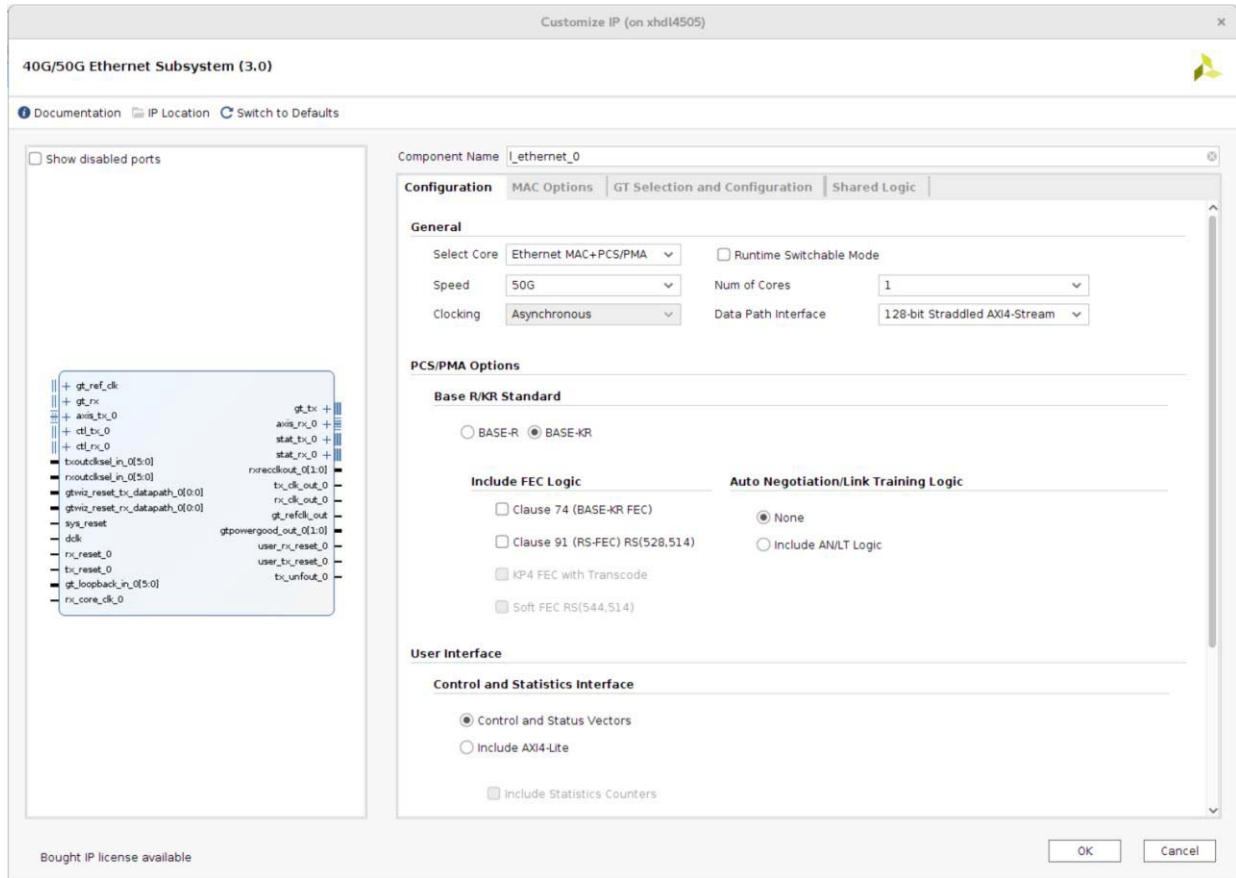 Customize IP (on xhdl4505)
40G/50G Ethernet Subsystem (3.0)
Documentation IP Location Switch to Defaults
Show disabled ports
+ gt_ref_clk
+ gt_rx
+ axis_tx_0
+ ctl_tx_0
+ ctl_rx_0
txoutclksel_in_0[5:0]
rxoutclksel_in_0[5:0]
gtwiz_reset_tx_datapath_0[0:0]
gtwiz_reset_rx_datapath_0[0:0]
sys_reset
dclk
rx_reset_0
tx_reset_0
gt_loopback_in_0[5:0]
rx_core_clk_0
gt_tx +
axis_rx_0 +
stat_tx_0 +
stat_rx_0 +
rxrecclkout_0[1:0]
tx_clk_out_0
rx_clk_out_0
gt_refclk_out
gtpowergood_out_0[1:0]
user_rx_reset_0
user_tx_reset_0
tx_unfout_0
Component Name l_ethernet_0
Configuration MAC Options GT Selection and Configuration Shared Logic
General
Select Core Ethernet MAC+PCS/PMA Runtime Switchable Mode
Speed 50G Num of Cores 1
Clocking Asynchronous Data Path Interface 128-bit Straddled AXI4-Stream
PCS/PMA Options
Base R/KR Standard
BASE-R BASE-KR
Include FEC Logic Auto Negotiation/Link Training Logic
Clause 74 (BASE-KR FEC) None
Clause 91 (RS-FEC) RS(528,514) Include AN/LT Logic
KP4 FEC with Transcode
Soft FEC RS(544,514)
User Interface
Control and Statistics Interface
Control and Status Vectors
Include AXI4-Lite
Include Statistics Counters
Bought IP license available
OK Cancel